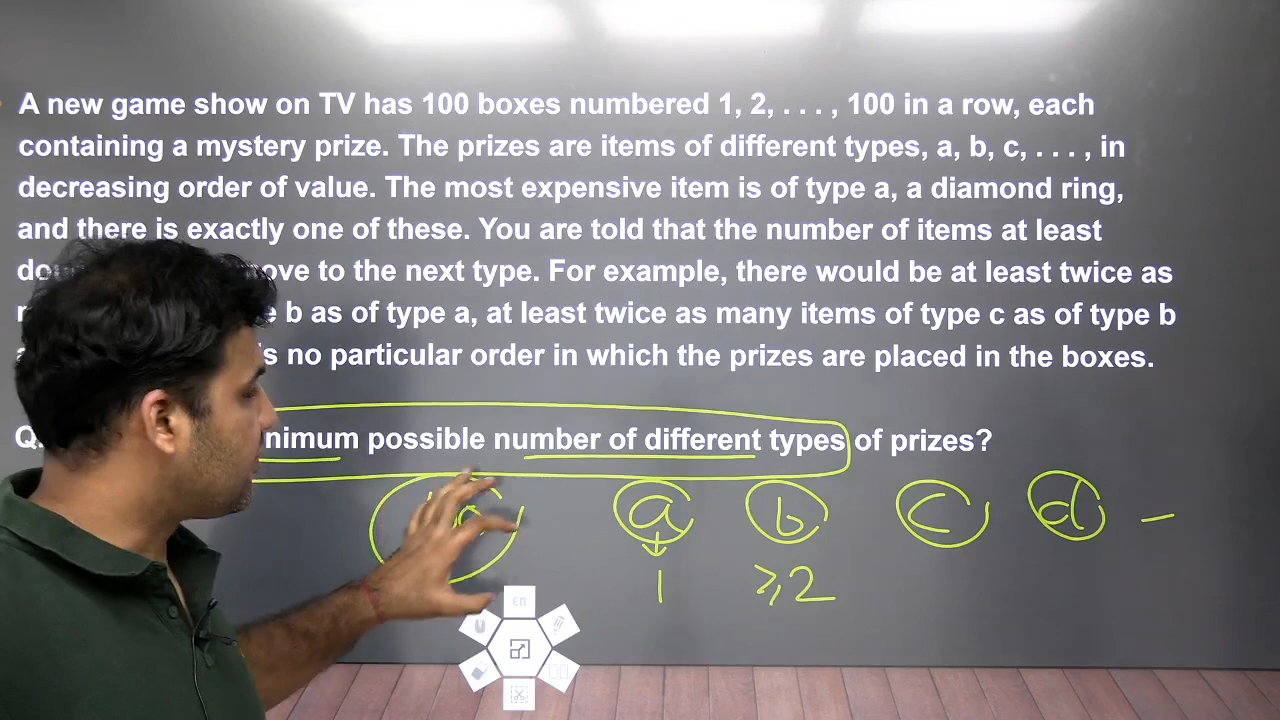 A new game show on TV has 100 boxes numbered 1, 2, . . . , 100 in a row, each
containing a mystery prize. The prizes are items of different types, a, b, c, . . . , in
decreasing order of value. The most expensive item is of type a, a diamond ring,
and there is exactly one of these. You are told that the number of items at least
to the next type. For example, there would be at least twice as
b as of type a, at least twice as many items of type c as of type b
no particular order in which the prizes are placed in the boxes.
possible number of different types of prizes?
a b c d –
1 ≥2
EN